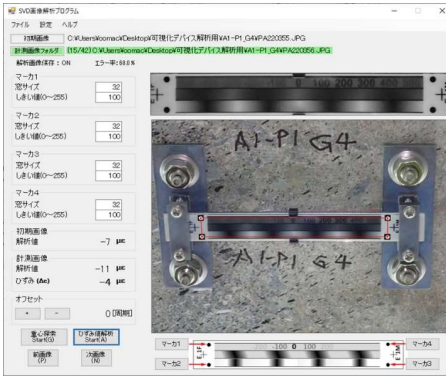 SVD画像解析プログラム
ファイル 設定 ヘルプ
初期画像 C:¥Users¥oomac¥Desktop¥可視化デバイス解析用¥A1-P1_G4¥PA220355.JPG
計測画像フォルダ [15/42] C:¥Users¥oomac¥Desktop¥可視化デバイス解析用¥A1-P1_G4¥PA220856.JPG
解析画像保存:ON エラー率:60.0%
マーカ1
窓サイズ 32
しきい値(0~255) 100
マーカ2
窓サイズ 32
しきい値(0~255) 100
マーカ3
窓サイズ 32
しきい値(0~255) 100
マーカ4
窓サイズ 32
しきい値(0~255) 100
初期画像
解析値 -7 με
計測画像
解析値 -11 με
ひずみ (Δε) -4 με
オフセット
+ - 0 [周期]
重心探索 Start(G)
ひずみ値解析 Start(A)
前画像 (P)
次画像 (N)
0 100 200 300 400
A1-P1 G4
A1-P1 G4
マーカ1
マーカ2
-100 0 100
マーカ4
マーカ3